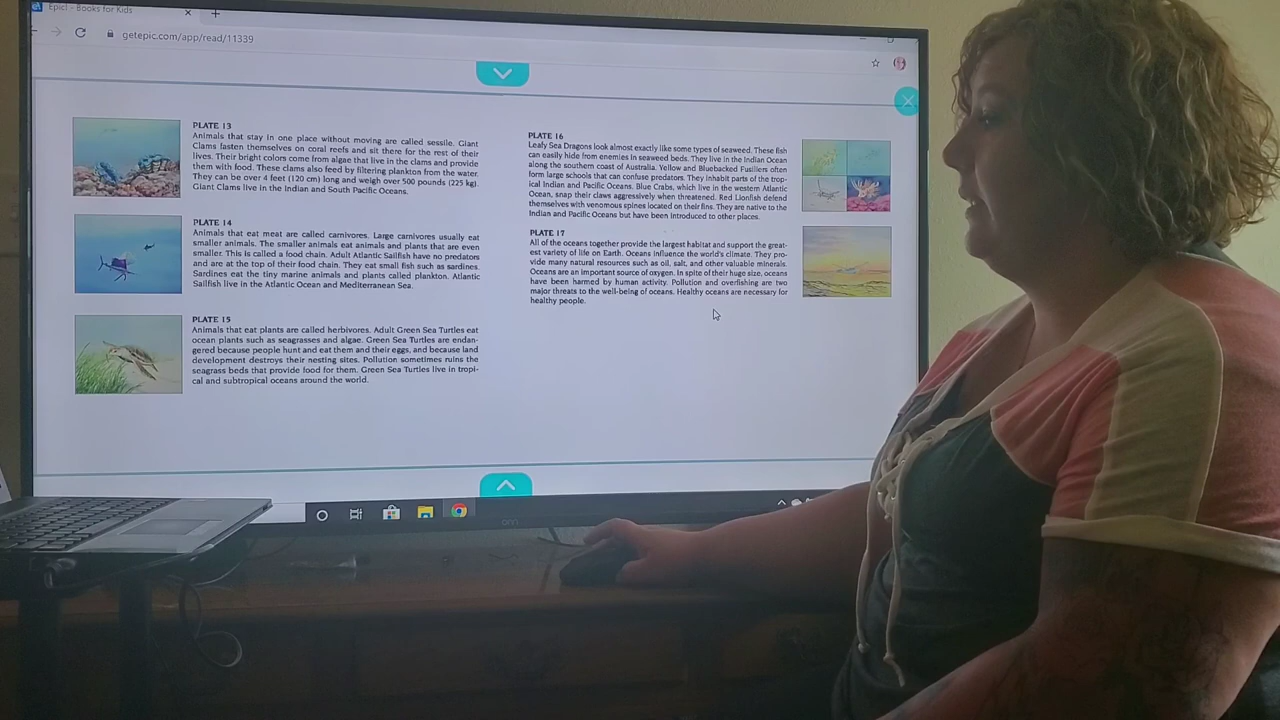 Epic! - Books for Kids
getepic.com/app/read/11339
PLATE 13
Animals that stay in one place without moving are called sessile. Giant
Clams fasten themselves on coral reefs and sit there for the rest of their
lives. Their bright colors come from algae that live in the clams and provide
them with food. These clams also feed by filtering plankton from the water.
They can be over 4 feet (120 cm) long and weigh over 500 pounds (225 kg).
Giant Clams live in the Indian and South Pacific Oceans.
PLATE 14
Animals that eat meat are called carnivores. Large carnivores usually eat
smaller animals. The smaller animals eat animals and plants that are even
smaller. This is called a food chain. Adult Atlantic Sailfish have no predators
and are at the top of their food chain. They eat small fish such as sardines.
Sardines eat the tiny marine animals and plants called plankton. Atlantic
Sailfish live in the Atlantic Ocean and Mediterranean Sea.
PLATE 15
Animals that eat plants are called herbivores. Adult Green Sea Turtles eat
ocean plants such as seagrasses and algae. Green Sea Turtles are endan-
gered because people hunt and eat them and their eggs, and because land
development destroys their nesting sites. Pollution sometimes ruins the
seagrass beds that provide food for them. Green Sea Turtles live in tropi-
cal and subtropical oceans around the world.
PLATE 16
Leafy Sea Dragons look almost exactly like some types of seaweed. These fish
can easily hide from enemies in seaweed beds. They live in the Indian Ocean
along the southern coast of Australia. Yellow and Bluebacked Fusiliers often
form large schools that can confuse predators. They inhabit parts of the trop-
ical Indian and Pacific Oceans. Blue Crabs, which live in the western Atlantic
Ocean, snap their claws aggressively when threatened. Red Lionfish defend
themselves with venomous spines located on their fins. They are native to the
Indian and Pacific Oceans but have been introduced to other places.
PLATE 17
All of the oceans together provide the largest habitat and support the great-
est variety of life on Earth. Oceans influence the world's climate. They pro-
vide many natural resources such as oil, salt, and other valuable minerals.
Oceans are an important source of oxygen. In spite of their huge size, oceans
have been harmed by human activity. Pollution and overfishing are two
major threats to the well-being of oceans. Healthy oceans are necessary for
healthy people.
onn